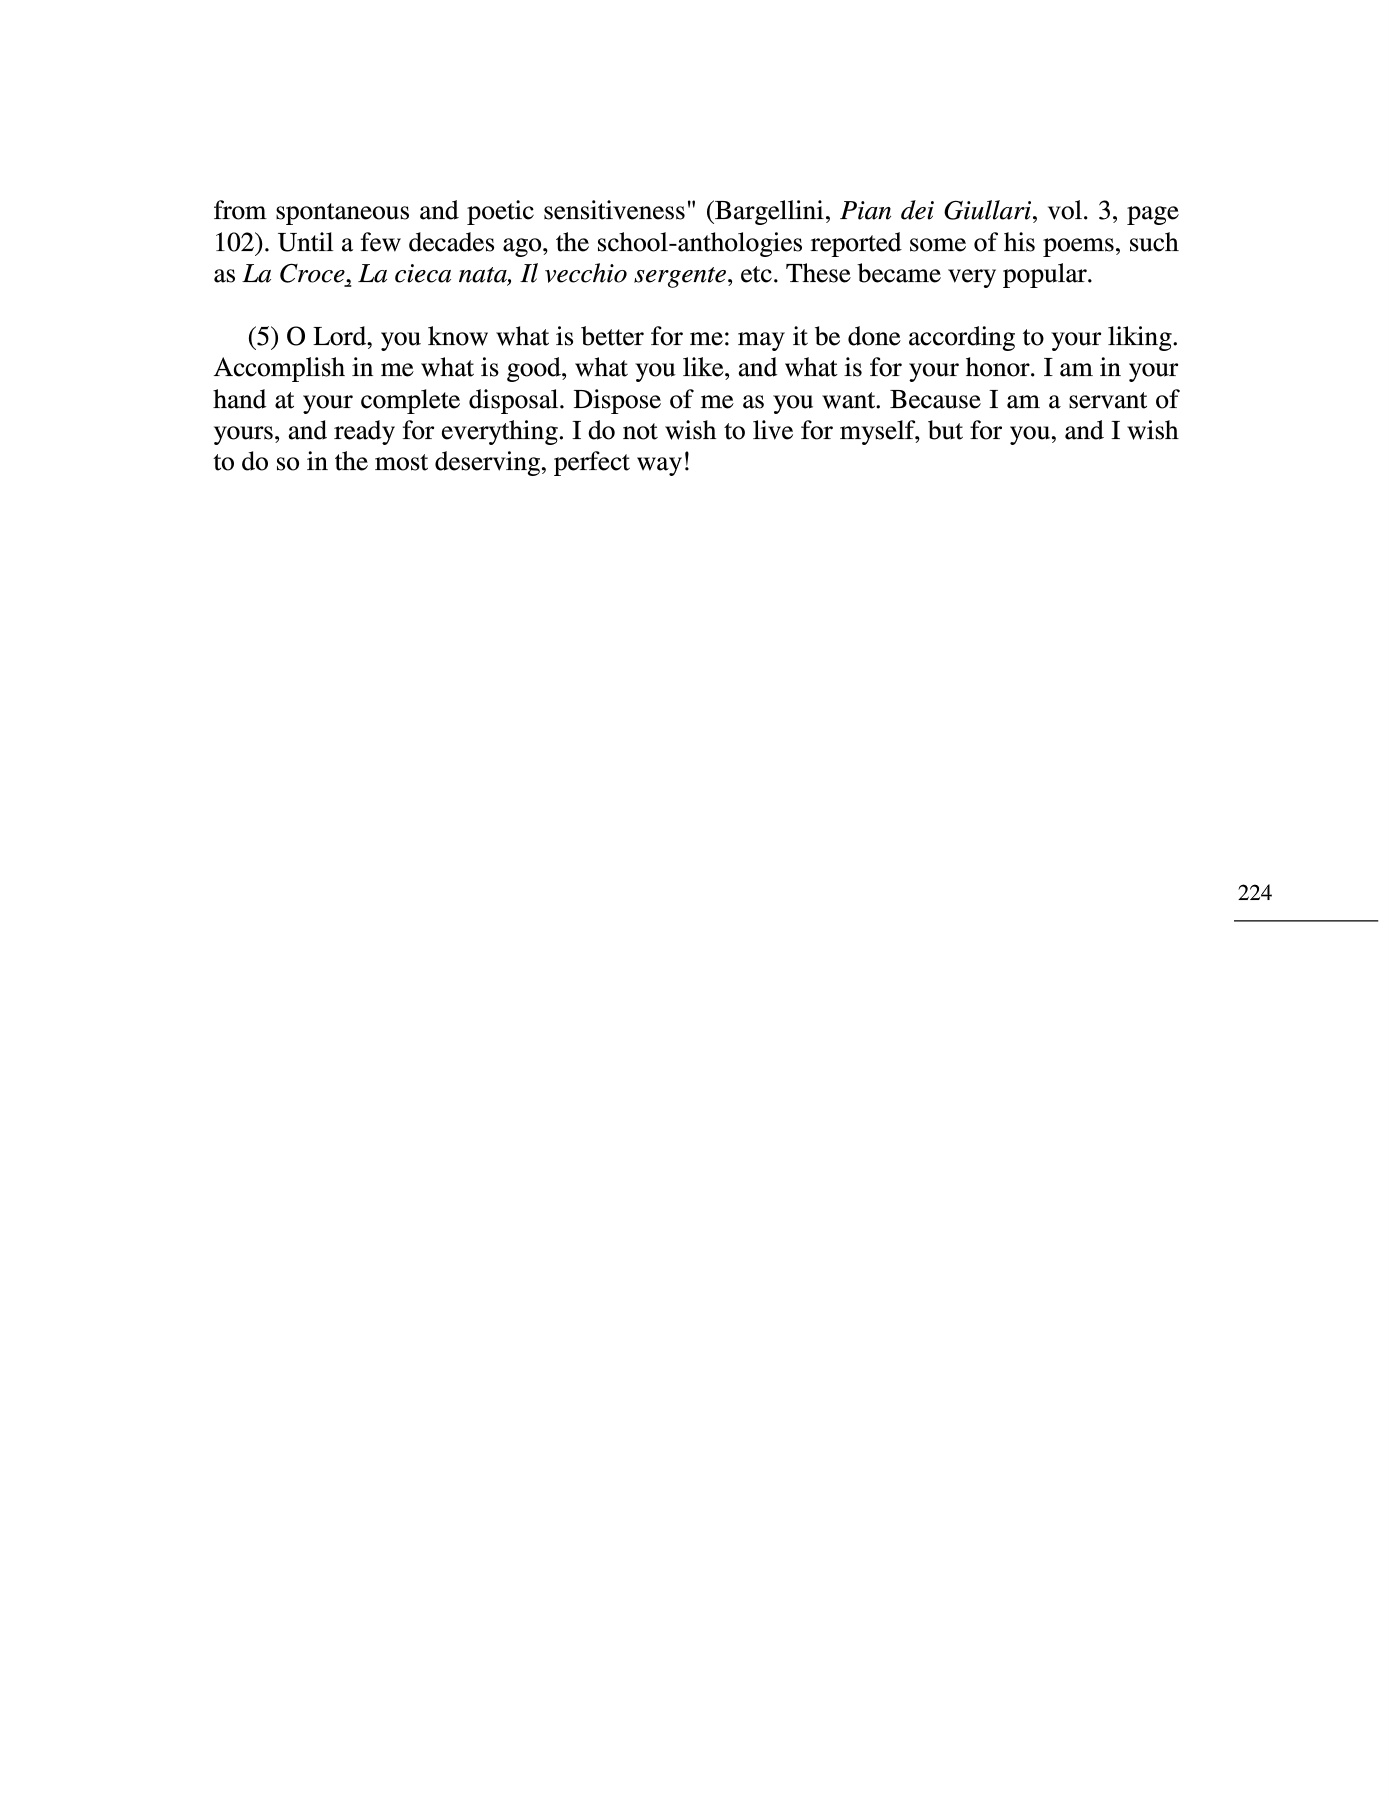 from spontaneous and poetic sensitiveness" (Bargellini, Pian dei Giullari, vol. 3, page
102). Until a few decades ago, the school-anthologies reported some of his poems, such
as La Croce, La cieca nata, Il vecchio sergente, etc. These became very popular.
(5) O Lord, you know what is better for me: may it be done according to your liking.
Accomplish in me what is good, what you like, and what is for your honor. I am in your
hand at your complete disposal. Dispose of me as you want. Because I am a servant of
yours, and ready for everything. I do not wish to live for myself, but for you, and I wish
to do so in the most deserving, perfect way!
224